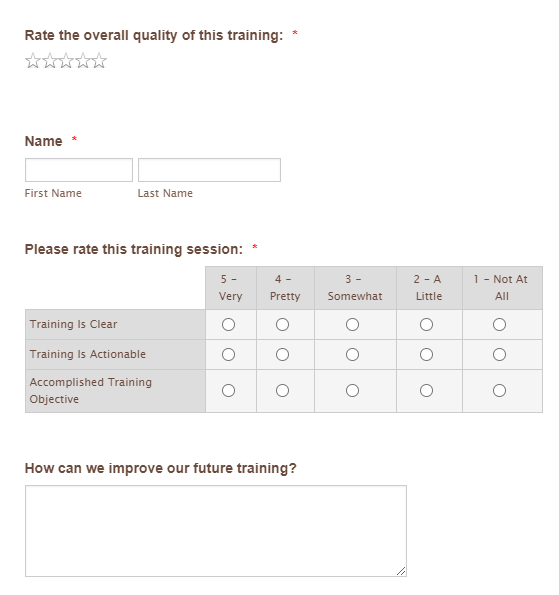 Rate the overall quality of this training: *
Name *
First Name Last Name
Please rate this training session: *
5 - Very 4 - Pretty 3 - Somewhat 2 - A Little 1 - Not At All
Training Is Clear
Training Is Actionable
Accomplished Training
Objective
How can we improve our future training?